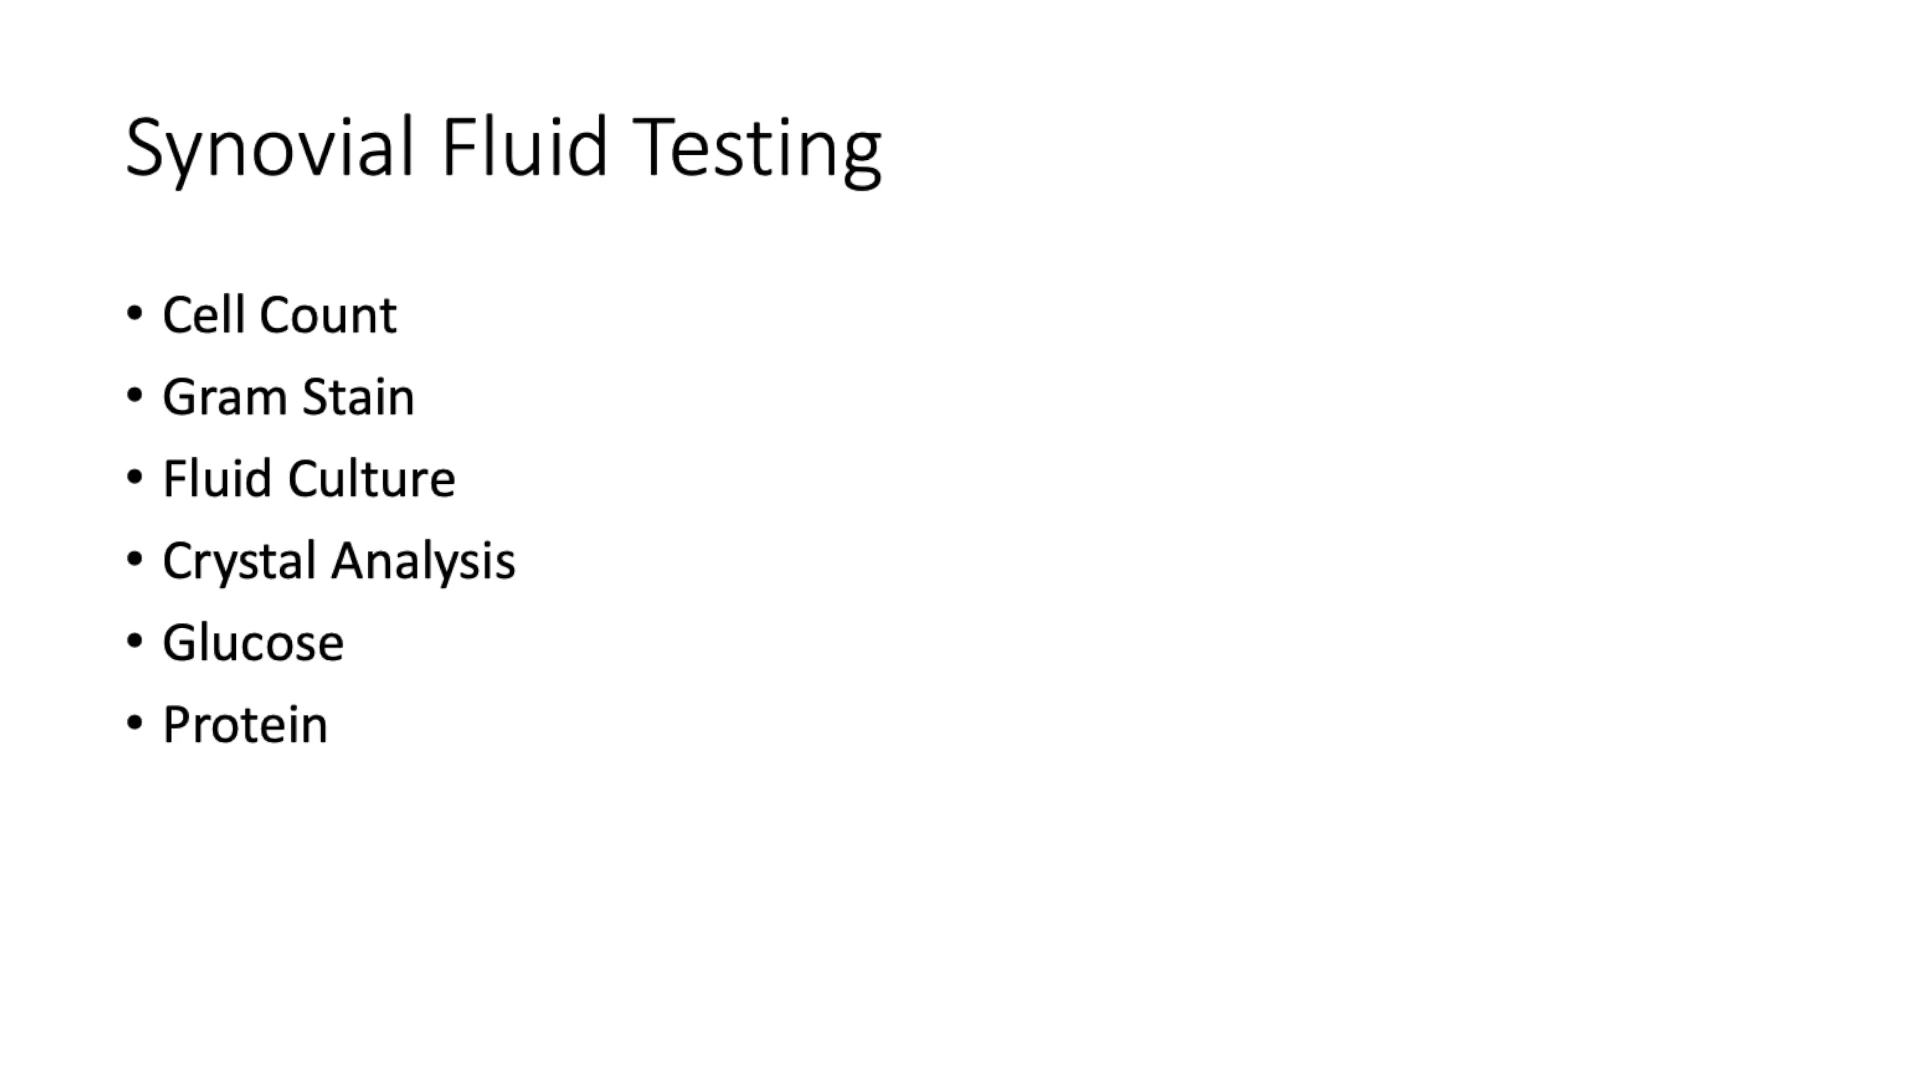 Synovial Fluid Testing
• Cell Count
• Gram Stain
• Fluid Culture
• Crystal Analysis
• Glucose
• Protein